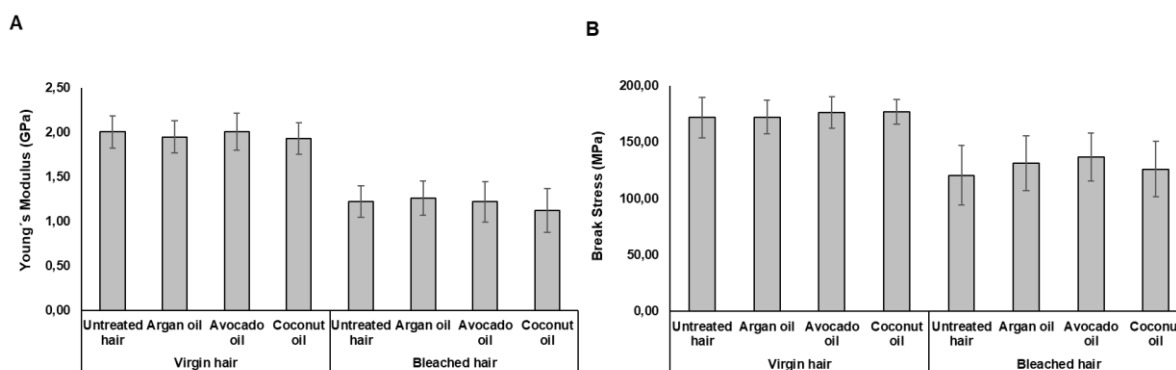 A
Young´s Modulus (GPa)
2,50
2,00
1,50
1,00
0,50
0,00
Untreated hair
Argan oil
Avocado oil
Coconut oil
Untreated hair
Argan oil
Avocado oil
Coconut oil
Virgin hair
Bleached hair
B
Break Stress (MPa)
200,00
150,00
100,00
50,00
0,00
Untreated hair
Argan oil
Avocado oil
Coconut oil
Untreated hair
Argan oil
Avocado oil
Coconut oil
Virgin hair
Bleached hair